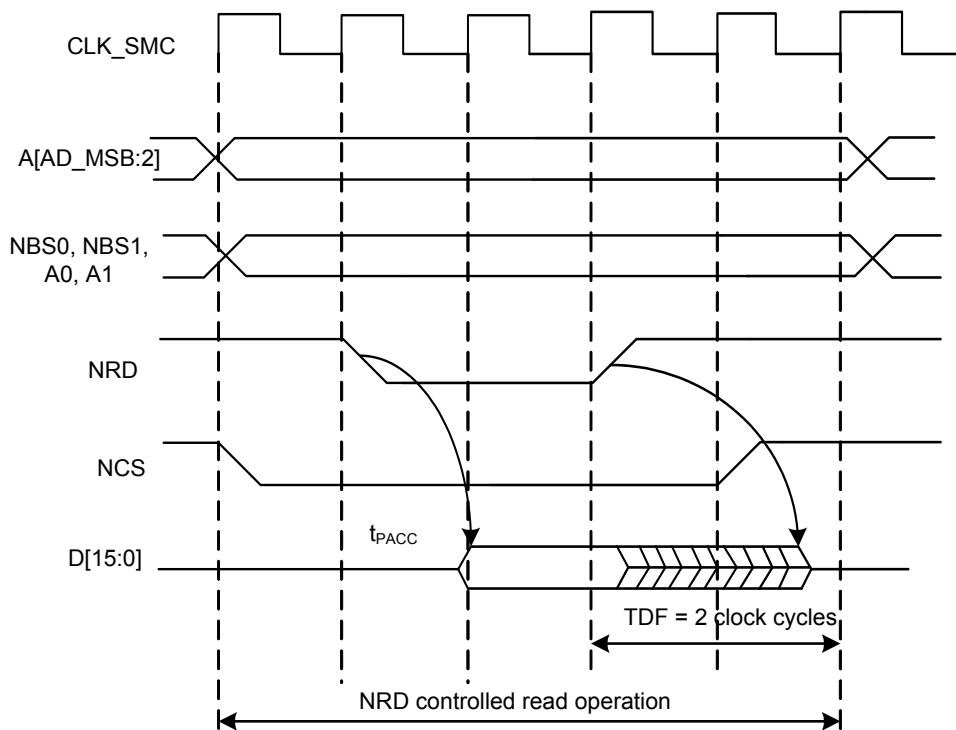 CLK_SMC
A[AD_MSB:2]
NBS0, NBS1,
A0, A1
NRD
NCS
tPACC
D[15:0]
TDF = 2 clock cycles
NRD controlled read operation